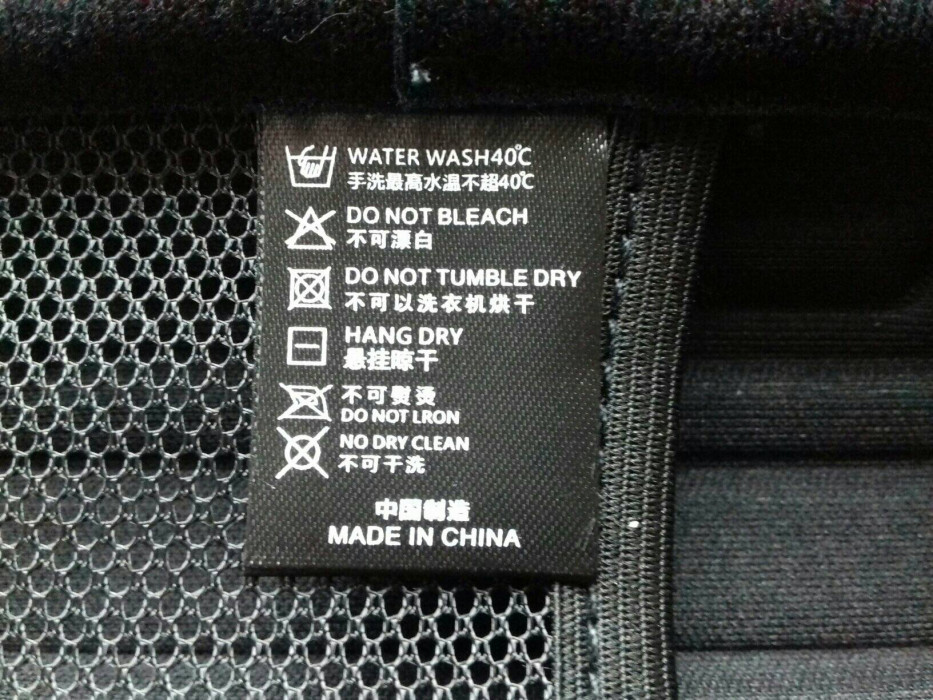 WATER WASH40℃
手洗最高水温不超40℃
DO NOT BLEACH
不可漂白
DO NOT TUMBLE DRY
不可以洗衣机烘干
HANG DRY
悬挂晾干
不可熨烫
DO NOT LRON
NO DRY CLEAN
不可干洗
中国制造
MADE IN CHINA